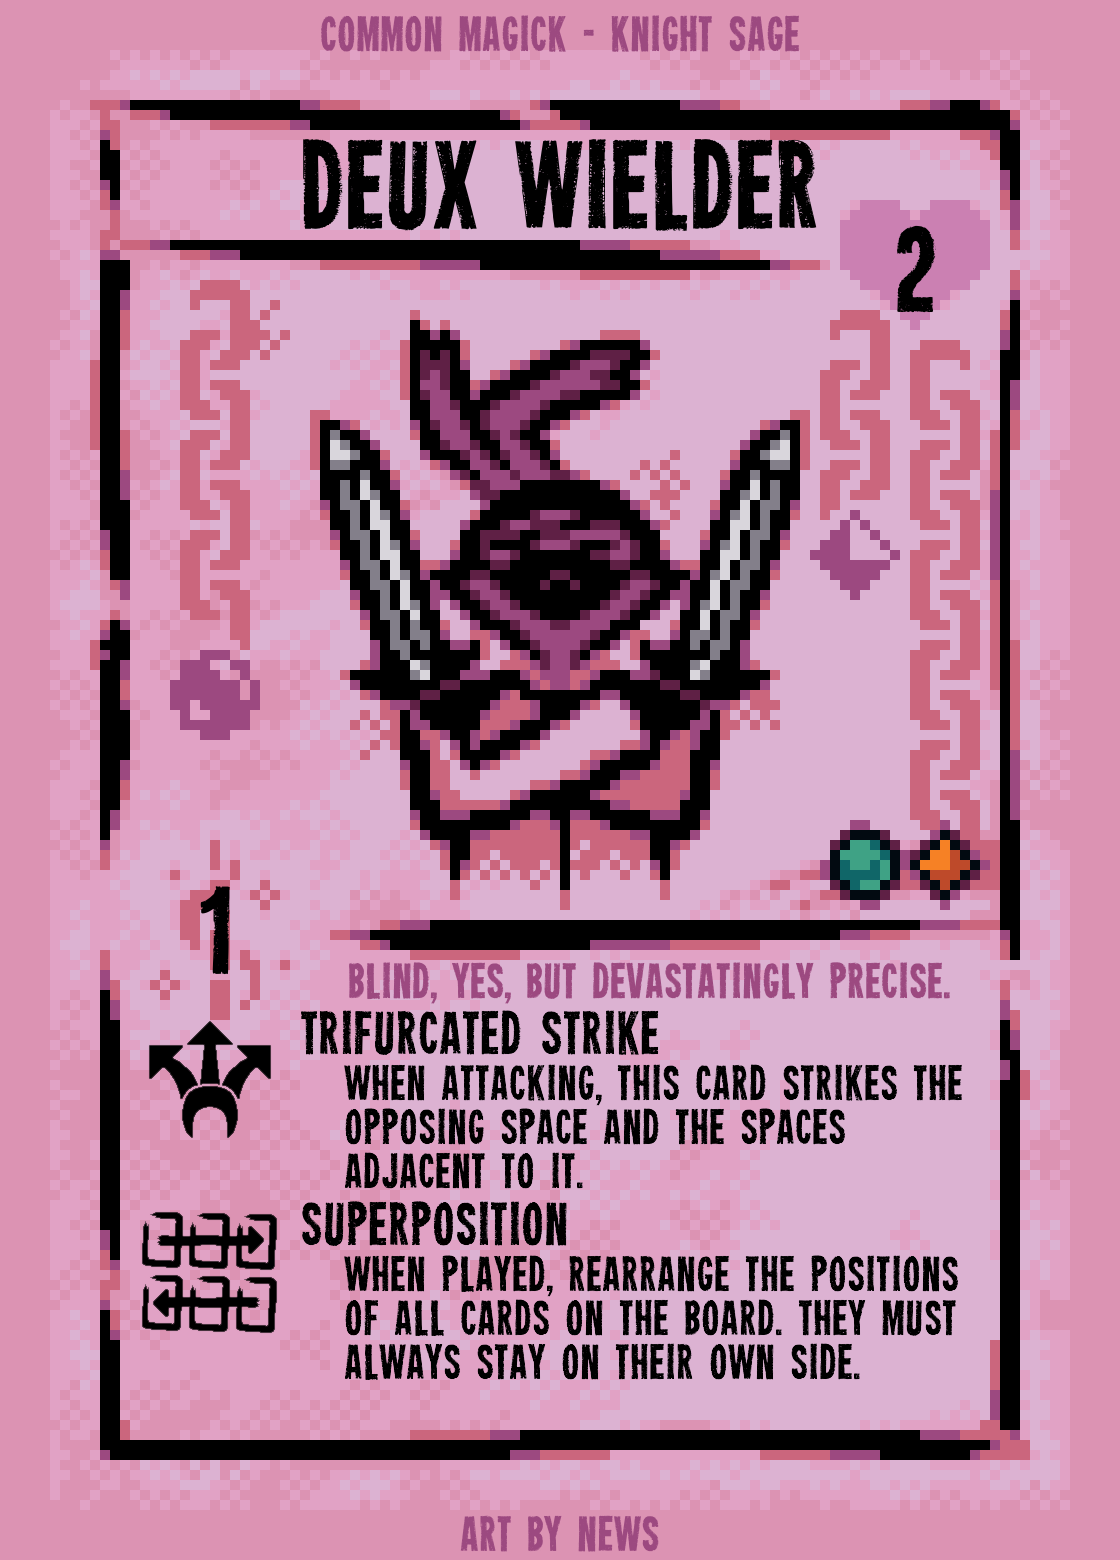 COMMON MAGICK - KNIGHT SAGE
DEUX WIELDER
2
1
BLIND, YES, BUT DEVASTATINGLY PRECISE.
TRIFURCATED STRIKE
WHEN ATTACKING, THIS CARD STRIKES THE
OPPOSING SPACE AND THE SPACES
ADJACENT TO IT.
SUPERPOSITION
WHEN PLAYED, REARRANGE THE POSITIONS
OF ALL CARDS ON THE BOARD. THEY MUST
ALWAYS STAY ON THEIR OWN SIDE.
ART BY NEWS